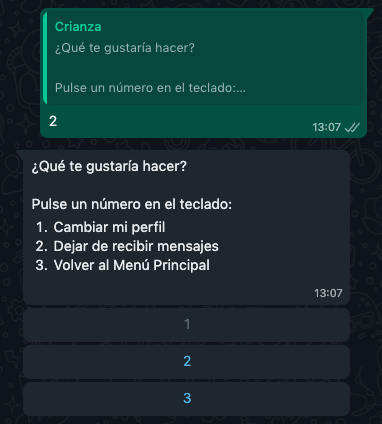 Crianza
¿Qué te gustaría hacer?
Pulse un número en el teclado:...
2
13:07
¿Qué te gustaría hacer?
Pulse un número en el teclado:
1. Cambiar mi perfil
2. Dejar de recibir mensajes
3. Volver al Menú Principal
13:07
1
2
3